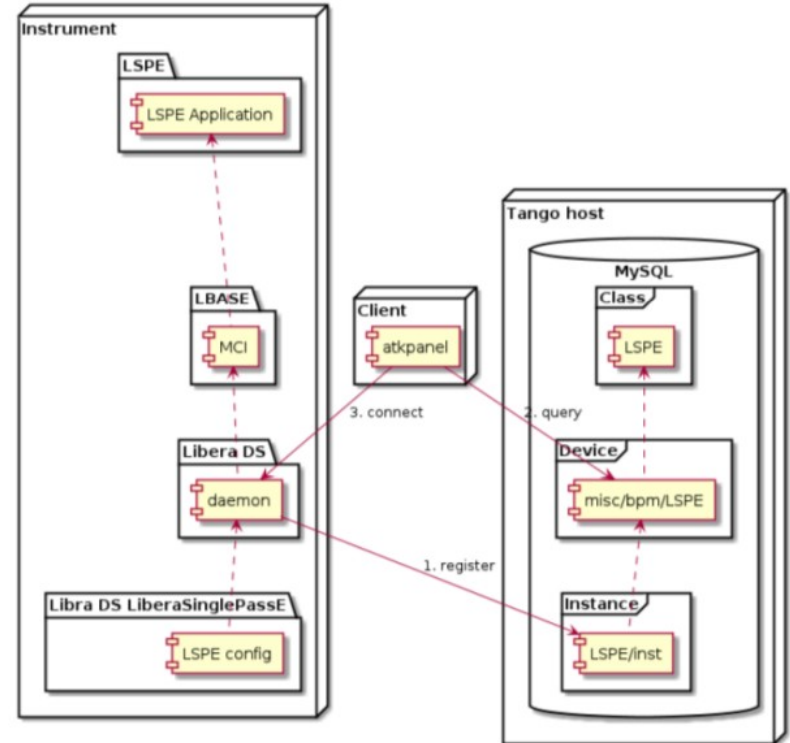 Instrument
LSPE
LSPE Application
LBASE
MCI
Libera DS
daemon
Libra DS LiberaSinglePassE
LSPE config
Client
atkpanel
3. connect
2. query
1. register
Tango host
MySQL
Class
LSPE
Device
misc/bpm/LSPE
Instance
LSPE/inst